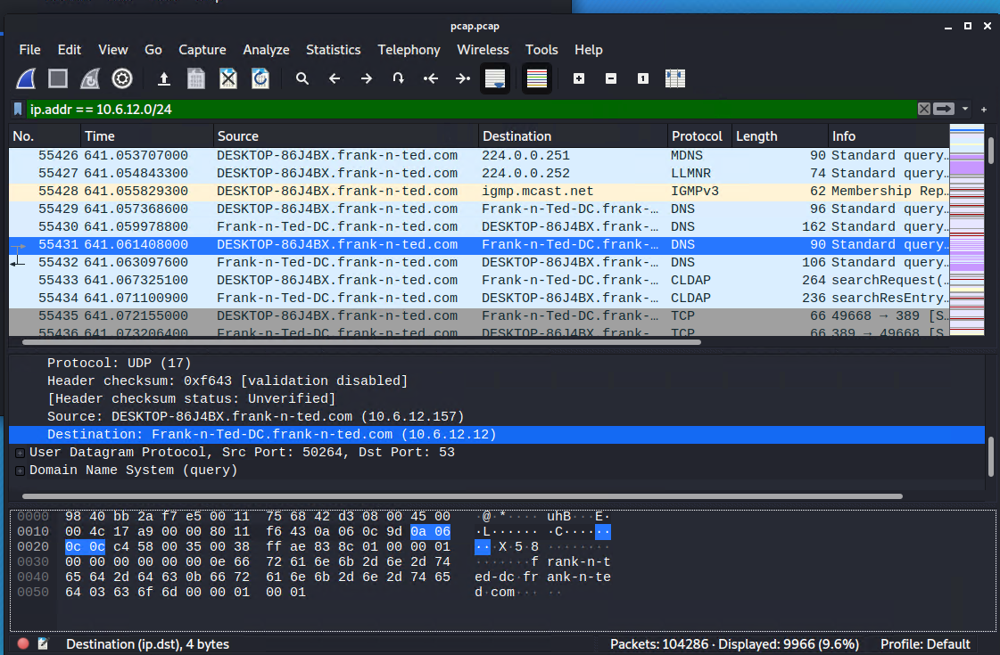 pcap.pcap
File Edit View Go Capture Analyze Statistics Telephony Wireless Tools Help
ip.addr == 10.6.12.0/24
No. Time Source Destination Protocol Length Info
55426 641.053707000 DESKTOP-86J4BX.frank-n-ted.com 224.0.0.251 MDNS 90 Standard query…
55427 641.054843300 DESKTOP-86J4BX.frank-n-ted.com 224.0.0.252 LLMNR 74 Standard query…
55428 641.055829300 DESKTOP-86J4BX.frank-n-ted.com igmp.mcast.net IGMPv3 62 Membership Rep…
55429 641.057368600 DESKTOP-86J4BX.frank-n-ted.com Frank-n-Ted-DC.frank-… DNS 96 Standard query…
55430 641.059978800 Frank-n-Ted-DC.frank-n-ted.com DESKTOP-86J4BX.frank-… DNS 162 Standard query…
55431 641.061408000 DESKTOP-86J4BX.frank-n-ted.com Frank-n-Ted-DC.frank-… DNS 90 Standard query…
55432 641.063097600 Frank-n-Ted-DC.frank-n-ted.com DESKTOP-86J4BX.frank-… DNS 106 Standard query…
55433 641.067325100 DESKTOP-86J4BX.frank-n-ted.com Frank-n-Ted-DC.frank-… CLDAP 264 searchRequest(…
55434 641.071100900 Frank-n-Ted-DC.frank-n-ted.com DESKTOP-86J4BX.frank-… CLDAP 236 searchResEntry…
55435 641.072155000 DESKTOP-86J4BX.frank-n-ted.com Frank-n-Ted-DC.frank-… TCP 66 49668 → 389 [S…
55436 641.073206400 Frank-n-Ted-DC.frank-n-ted.com DESKTOP-86J4BX.frank- TCP 66 389 → 49668 [S
Protocol: UDP (17)
Header checksum: 0xf643 [validation disabled]
[Header checksum status: Unverified]
Source: DESKTOP-86J4BX.frank-n-ted.com (10.6.12.157)
Destination: Frank-n-Ted-DC.frank-n-ted.com (10.6.12.12)
User Datagram Protocol, Src Port: 50264, Dst Port: 53
Domain Name System (query)
0000 98 40 bb 2a f7 e5 00 11 75 68 42 d3 08 00 45 00 ·@·*···· uhB···E·
0010 00 4c 17 a9 00 00 80 11 f6 43 0a 06 0c 9d 0a 06 ·L······ ·C······
0020 0c 0c c4 58 00 35 00 38 ff ae 83 8c 01 00 00 01 ···X·5·8 ········
0030 00 00 00 00 00 00 0e 66 72 61 6e 6b 2d 6e 2d 74 ·······f rank-n-t
0040 65 64 2d 64 63 0b 66 72 61 6e 6b 2d 6e 2d 74 65 ed-dc·fr ank-n-te
0050 64 03 63 6f 6d 00 00 01 00 01 d·com··· ··
Destination (ip.dst), 4 bytes Packets: 104286 · Displayed: 9966 (9.6%) Profile: Default